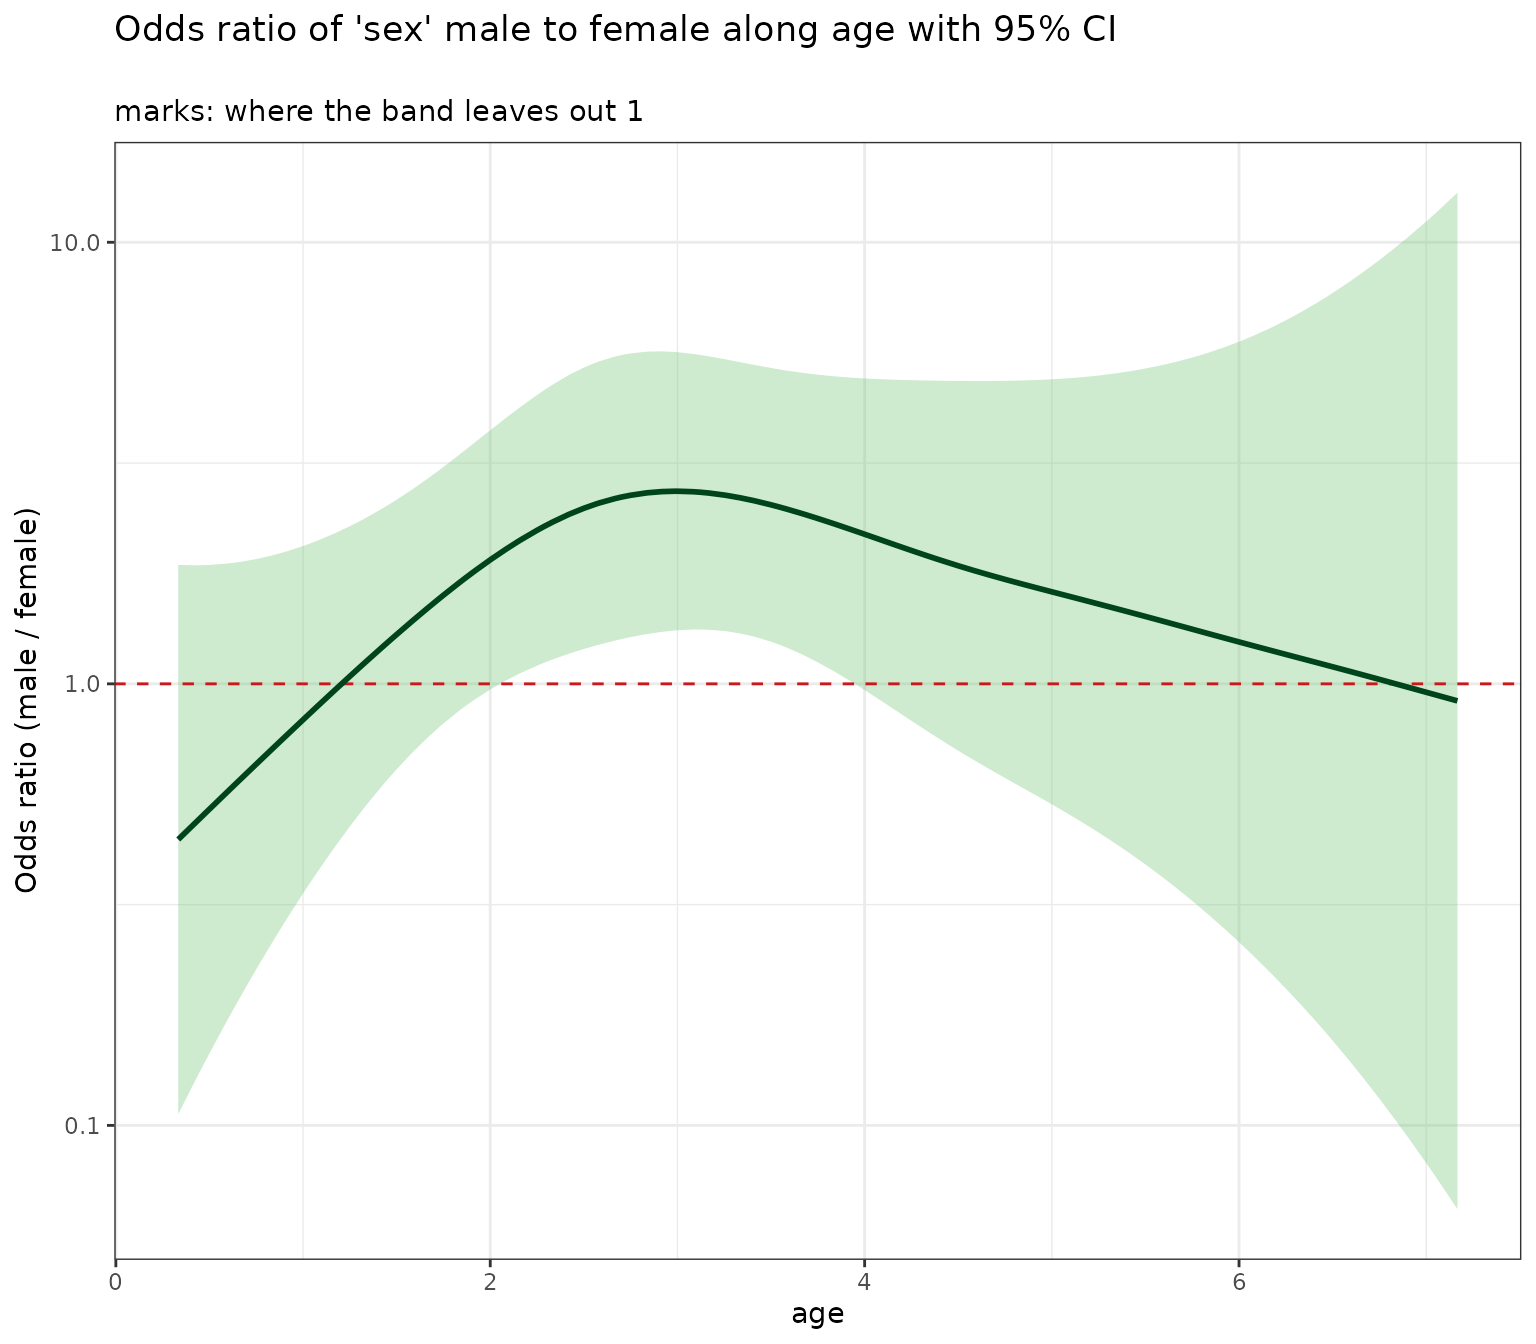 Odds ratio of 'sex' male to female along age with 95% CI
marks: where the band leaves out 1
Odds ratio (male / female)
10.0
1.0
0.1
0
2
4
6
age